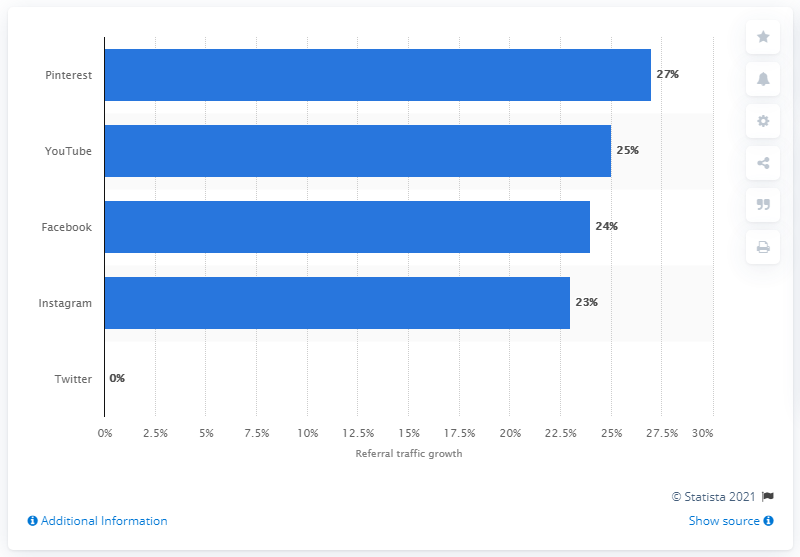 Pinterest 27%
YouTube 25%
Facebook 24%
Instagram 23%
Twitter 0%
0% 2.5% 5% 7.5% 10% 12.5% 15% 17.5% 20% 22.5% 25% 27.5% 30%
Referral traffic growth
© Statista 2021
Additional Information Show source